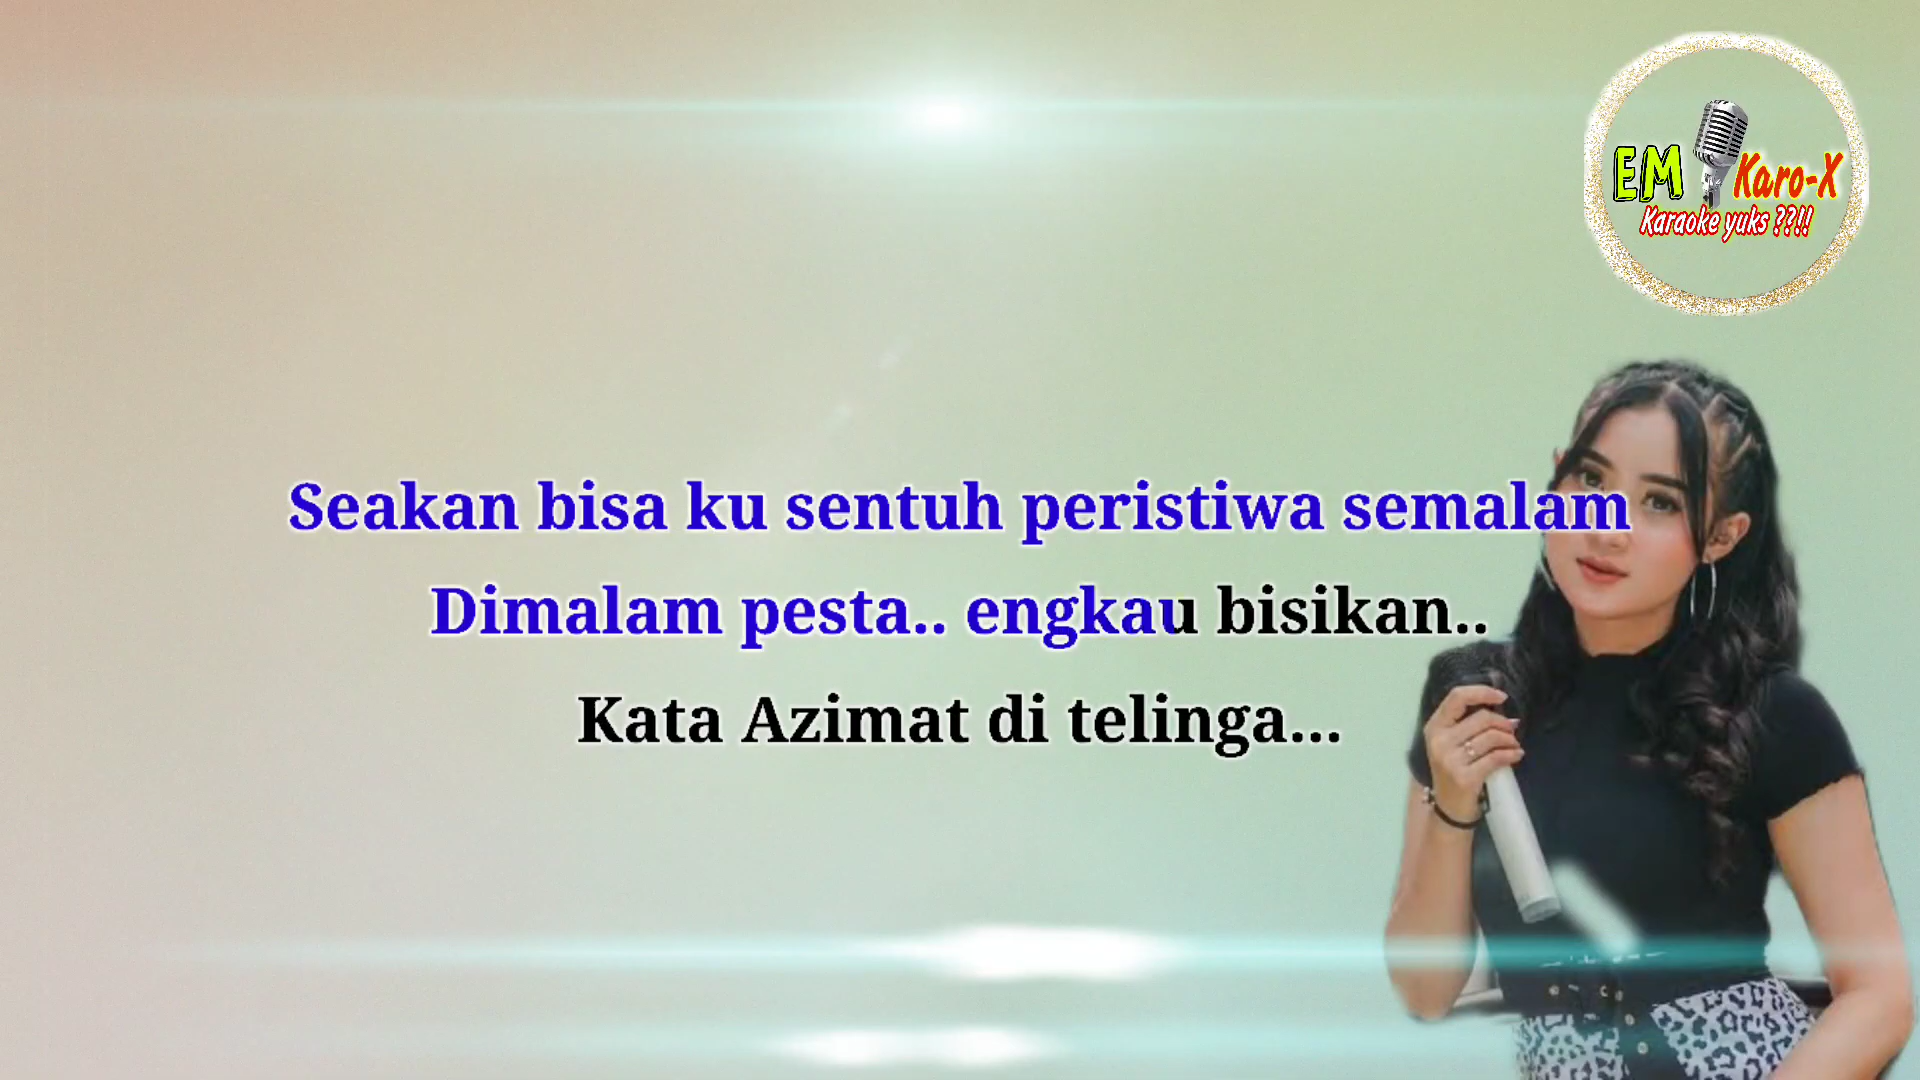 EM Karo-X
Karaoke yuks ??!!
Seakan bisa ku sentuh peristiwa semalam
Dimalam pesta.. engkau bisikan..
Kata Azimat di telinga...